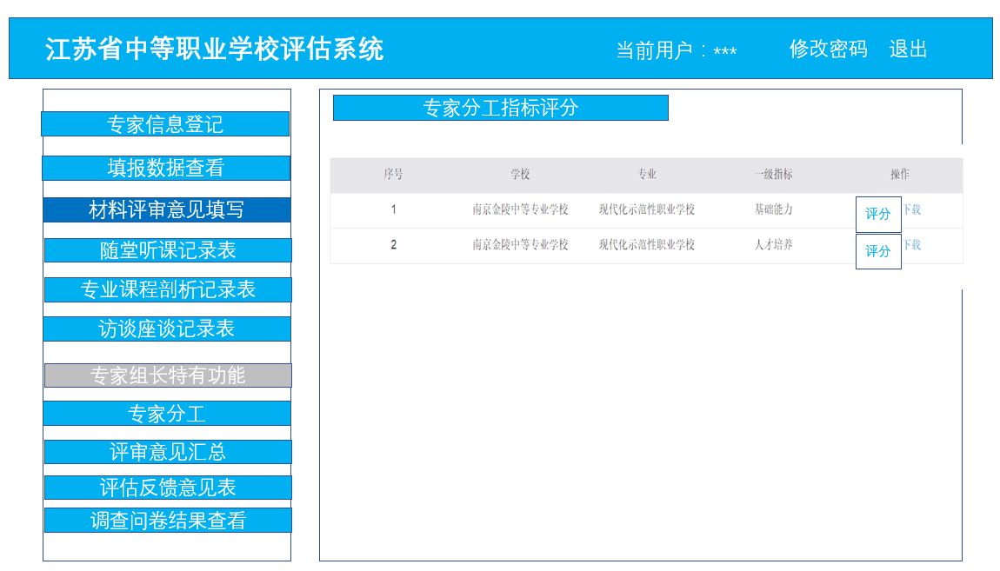 江苏省中等职业学校评估系统
当前用户：*** 修改密码 退出
专家信息登记
填报数据查看
材料评审意见填写
随堂听课记录表
专业课程剖析记录表
访谈座谈记录表
专家组长特有功能
专家分工
评审意见汇总
评估反馈意见表
调查问卷结果查看
专家分工指标评分
序号 学校 专业 一级指标 操作
1 南京金陵中等专业学校 现代化示范性职业学校 基础能力 评分 下载
2 南京金陵中等专业学校 现代化示范性职业学校 人才培养 评分 下载